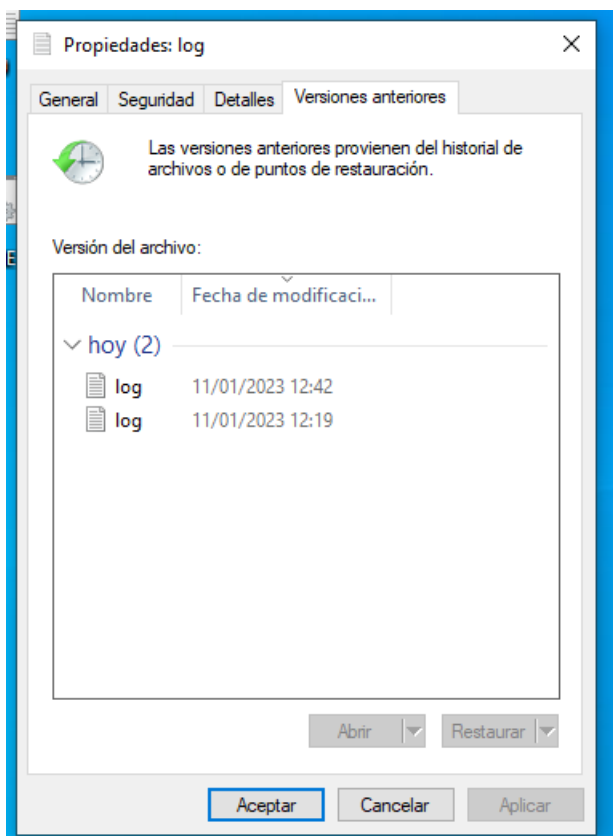 Propiedades: log
General Seguridad Detalles Versiones anteriores
Las versiones anteriores provienen del historial de
archivos o de puntos de restauración.
Versión del archivo:
Nombre Fecha de modificaci...
hoy (2)
log 11/01/2023 12:42
log 11/01/2023 12:19
Abrir Restaurar
Aceptar Cancelar Aplicar
E